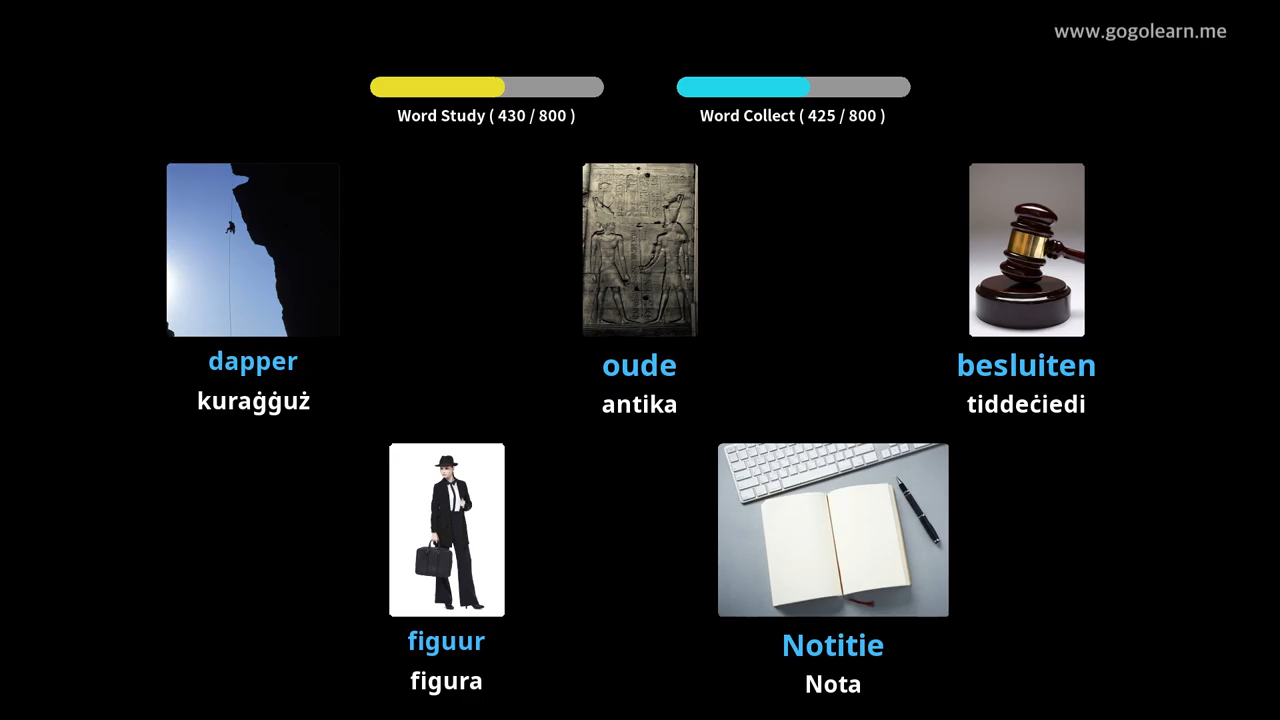 www.gogolearn.me
Word Study ( 430 / 800 )
Word Collect ( 425 / 800 )
dapper
kuraġġuż
oude
antika
besluiten
tiddeċiedi
figuur
figura
Notitie
Nota